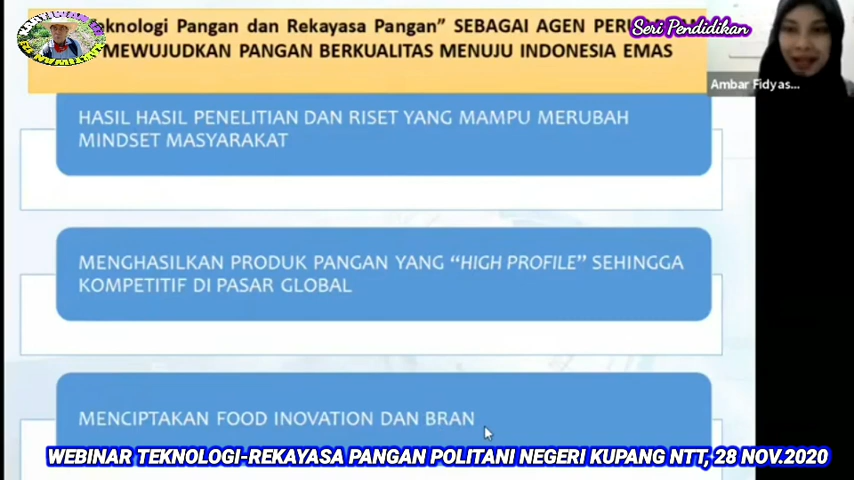 eknologi Pangan dan Rekayasa Pangan” SEBAGAI AGEN
Seri Pendidikan
MEWUJUDKAN PANGAN BERKUALITAS MENUJU INDONESIA EMAS
Ambar Fidyas...
HASIL HASIL PENELITIAN DAN RISET YANG MAMPU MERUBAH
MINDSET MASYARAKAT
MENGHASILKAN PRODUK PANGAN YANG “HIGH PROFILE” SEHINGGA
KOMPETITIF DI PASAR GLOBAL
MENCIPTAKAN FOOD INOVATION DAN BRAN
WEBINAR TEKNOLOGI-REKAYASA PANGAN POLITANI NEGERI KUPANG NTT, 28 NOV.2020